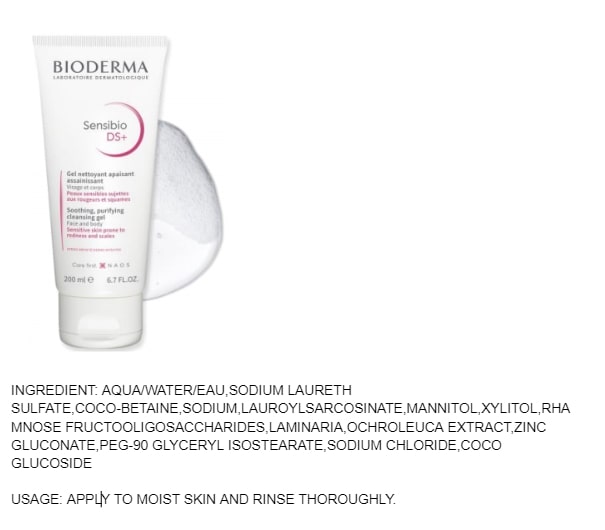 BIODERMA
LABORATOIRE DERMATOLOGIQUE
Sensibio
DS+
Gel nettoyant apaisant
assainissant
Visage et corps
Peaux sensibles sujettes
aux rougeurs et squames
Soothing, purifying
cleansing gel
Face and body
Sensitive skin prone to
redness and scales
Care first. NAOS
200 ml e 6.7 FL.OZ.
INGREDIENT: AQUA/WATER/EAU,SODIUM LAURETH
SULFATE,COCO-BETAINE,SODIUM,LAUROYLSARCOSINATE,MANNITOL,XYLITOL,RHA
MNOSE FRUCTOOLIGOSACCHARIDES,LAMINARIA,OCHROLEUCA EXTRACT,ZINC
GLUCONATE,PEG-90 GLYCERYL ISOSTEARATE,SODIUM CHLORIDE,COCO
GLUCOSIDE
USAGE: APPLY TO MOIST SKIN AND RINSE THOROUGHLY.